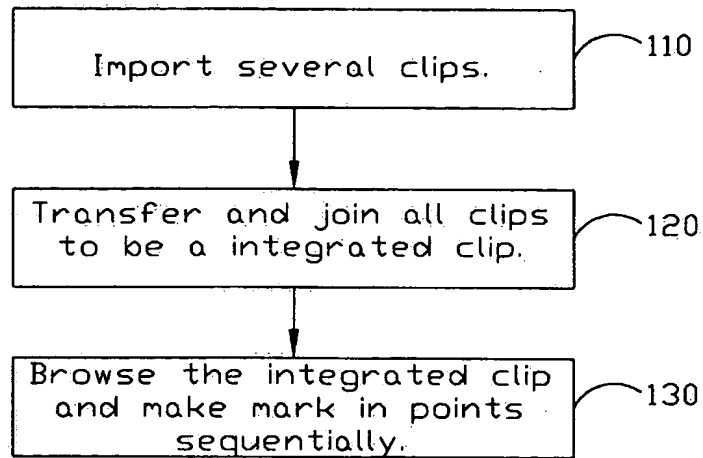 Import several clips.
110
Transfer and join all clips
to be a integrated clip.
120
Browse the integrated clip
and make mark in points
sequentially.
130